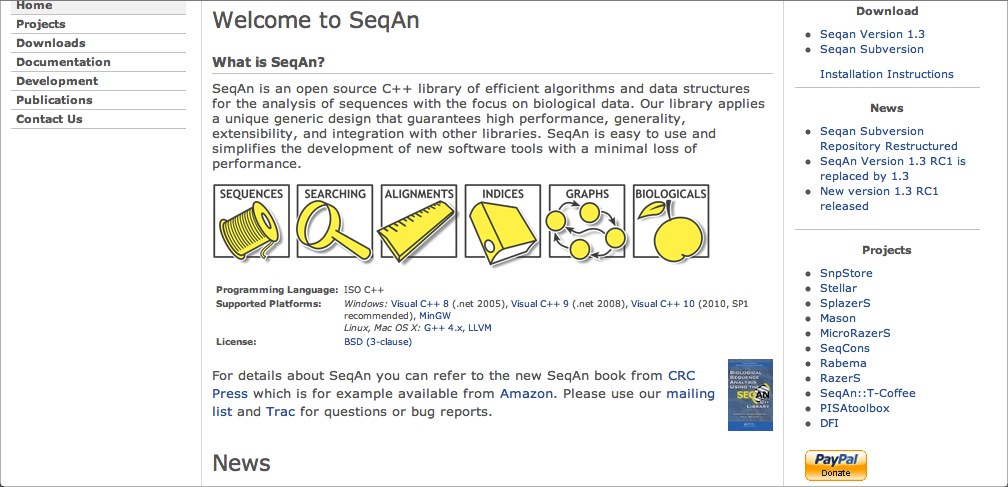 Home
Projects
Downloads
Documentation
Development
Publications
Contact Us
Welcome to SeqAn
What is SeqAn?
SeqAn is an open source C++ library of efficient algorithms and data structures
for the analysis of sequences with the focus on biological data. Our library applies
a unique generic design that guarantees high performance, generality,
extensibility, and integration with other libraries. SeqAn is easy to use and
simplifies the development of new software tools with a minimal loss of
performance.
SEQUENCES SEARCHING ALIGNMENTS INDICES GRAPHS BIOLOGICALS
Programming Language: ISO C++
Supported Platforms: Windows: Visual C++ 8 (.net 2005), Visual C++ 9 (.net 2008), Visual C++ 10 (2010, SP1
recommended), MinGW
Linux, Mac OS X: G++ 4.x, LLVM
License: BSD (3-clause)
For details about SeqAn you can refer to the new SeqAn book from CRC
Press which is for example available from Amazon. Please use our mailing
list and Trac for questions or bug reports.
BIOLOGICAL
SEQUENCE
ANALYSIS
USING THE
SEQAN
C++
LIBRARY
News
Download
Seqan Version 1.3
Seqan Subversion
Installation Instructions
News
Seqan Subversion
Repository Restructured
SeqAn Version 1.3 RC1 is
replaced by 1.3
New version 1.3 RC1
released
Projects
SnpStore
Stellar
SplazerS
Mason
MicroRazerS
SeqCons
Rabema
RazerS
SeqAn::T-Coffee
PISAtoolbox
DFI
PayPal
Donate